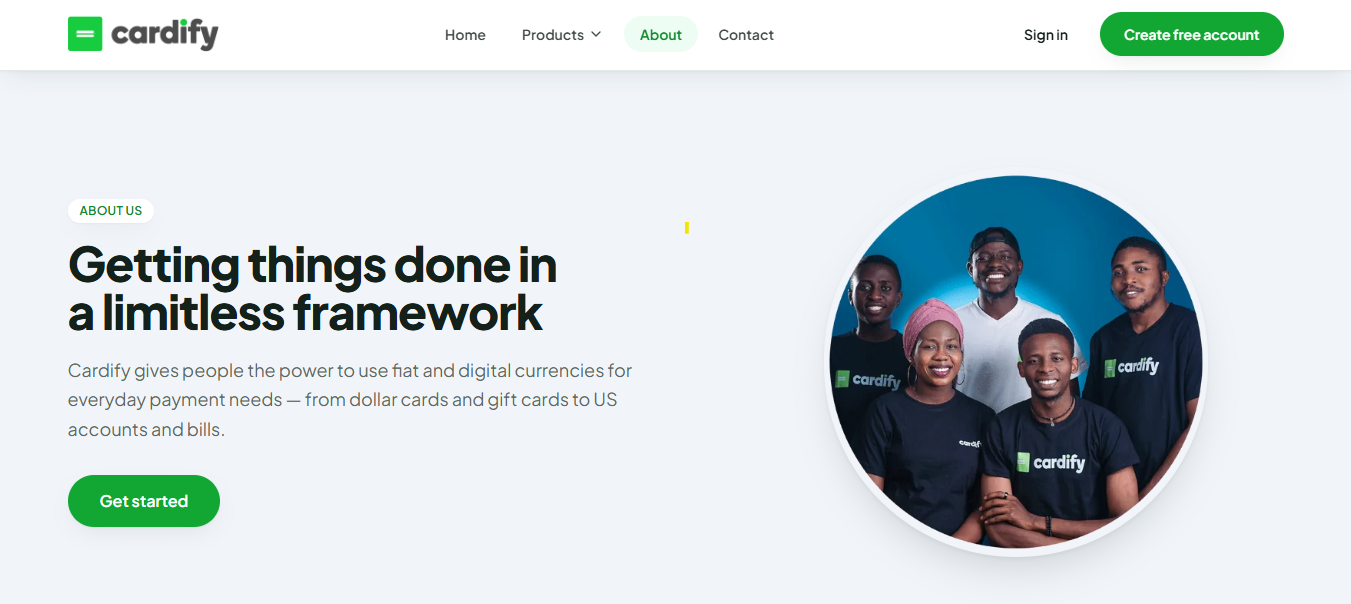 cardify
Home
Products
About
Contact
Sign in
Create free account
ABOUT US
Getting things done in
a limitless framework
Cardify gives people the power to use fiat and digital currencies for
everyday payment needs — from dollar cards and gift cards to US
accounts and bills.
Get started
cardify
cardify
cardify
cardify